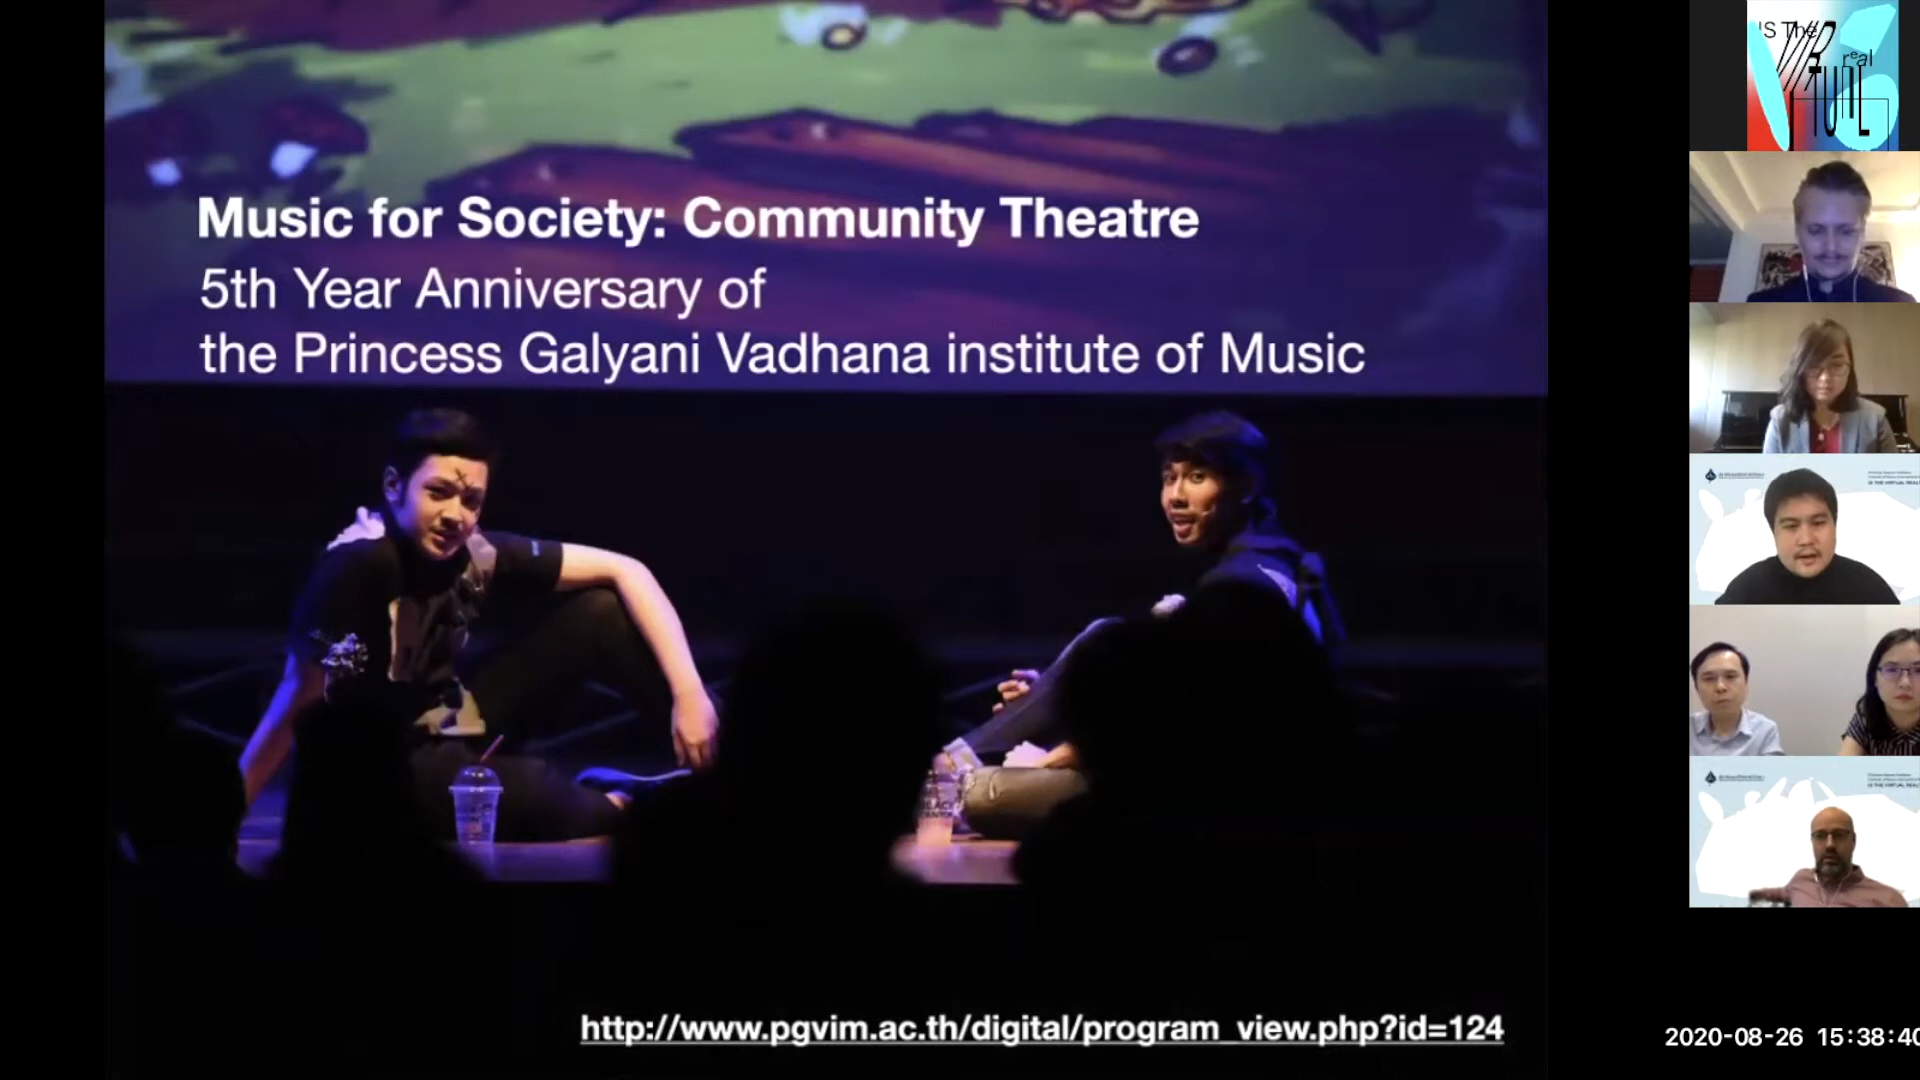 Music for Society: Community Theatre
5th Year Anniversary of
the Princess Galyani Vadhana institute of Music
http://www.pgvim.ac.th/digital/program_view.php?id=124
IS The
VIRTUAL
real
2020-08-26 15:38:40